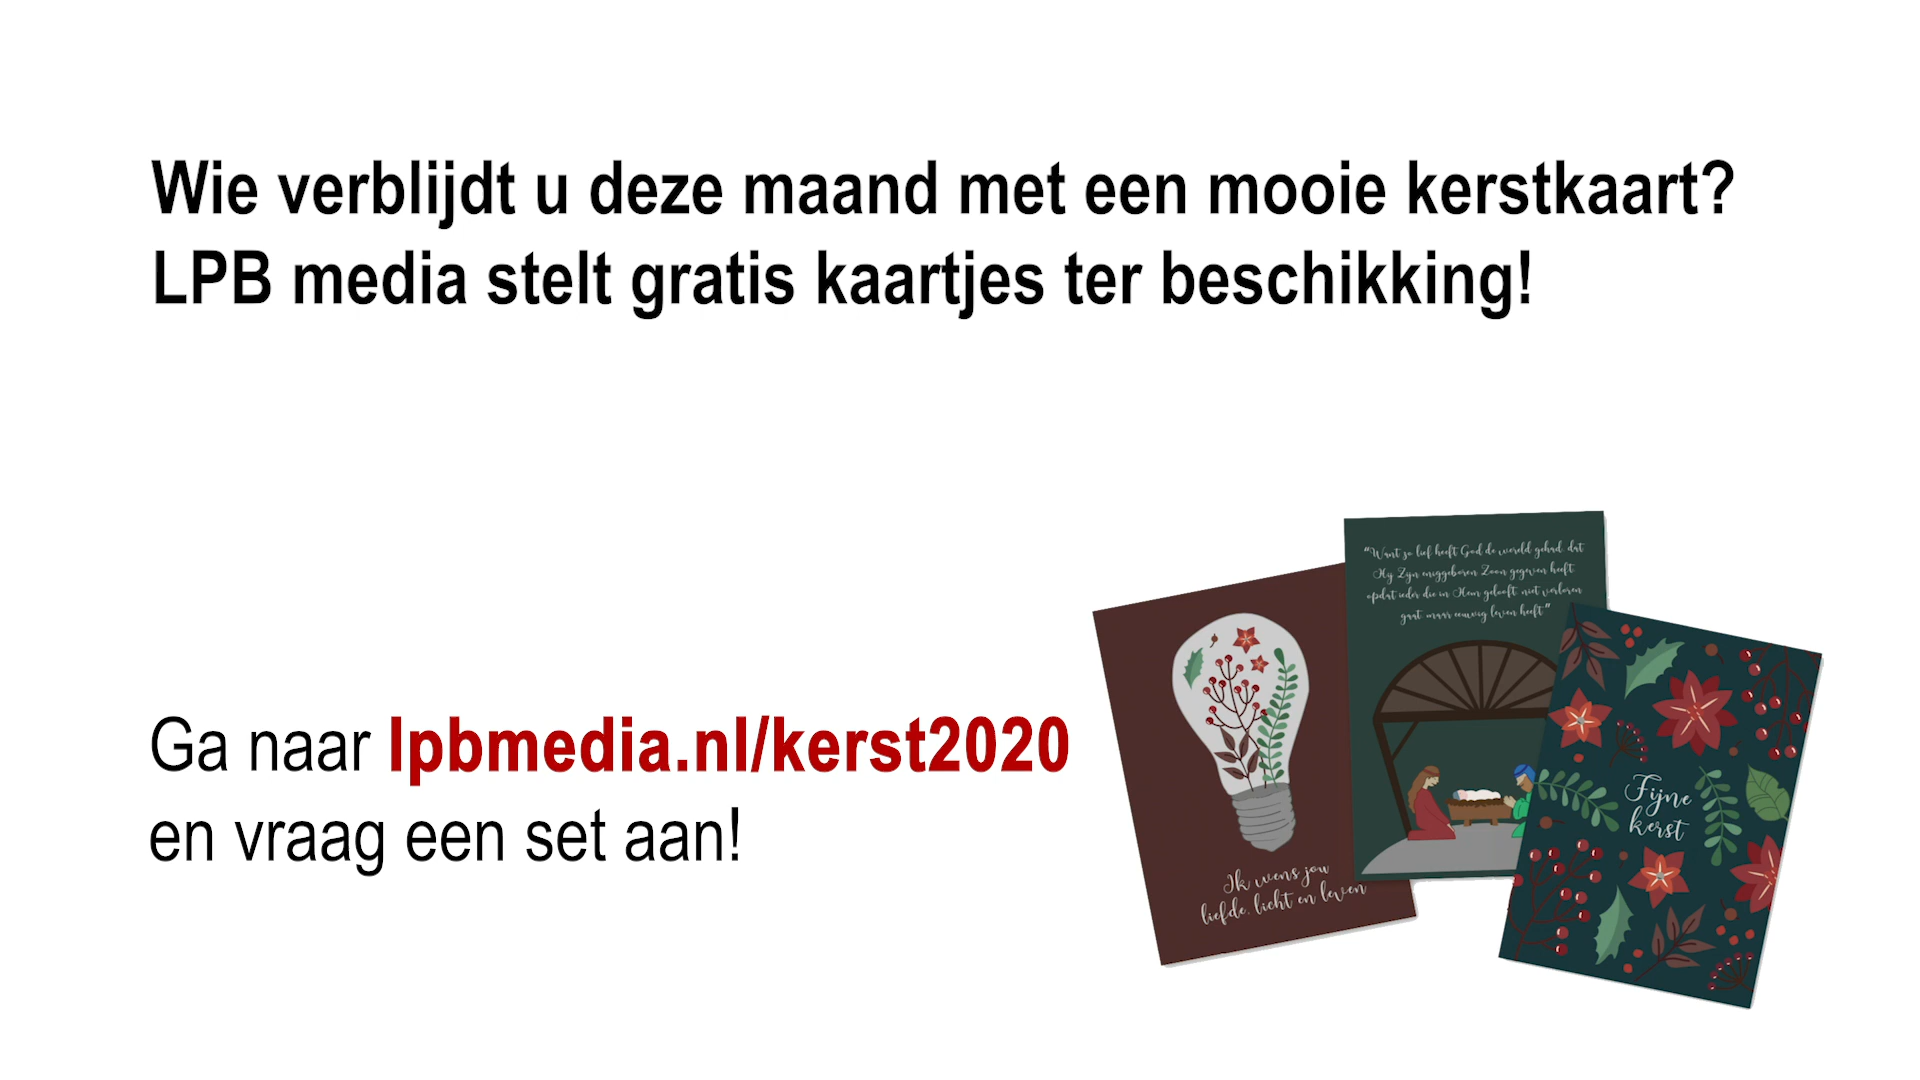 Wie verblijdt u deze maand met een mooie kerstkaart?
LPB media stelt gratis kaartjes ter beschikking!
Ga naar lpbmedia.nl/kerst2020
en vraag een set aan!
Ik wens jou
liefde, licht en leven
"Want zo lief heeft God de wereld gehad, dat
Hij Zijn eniggeboren Zoon gegeven heeft,
opdat ieder die in Hem gelooft, niet verloren
gaat, maar eeuwig leven heeft"
Fijne
kerst